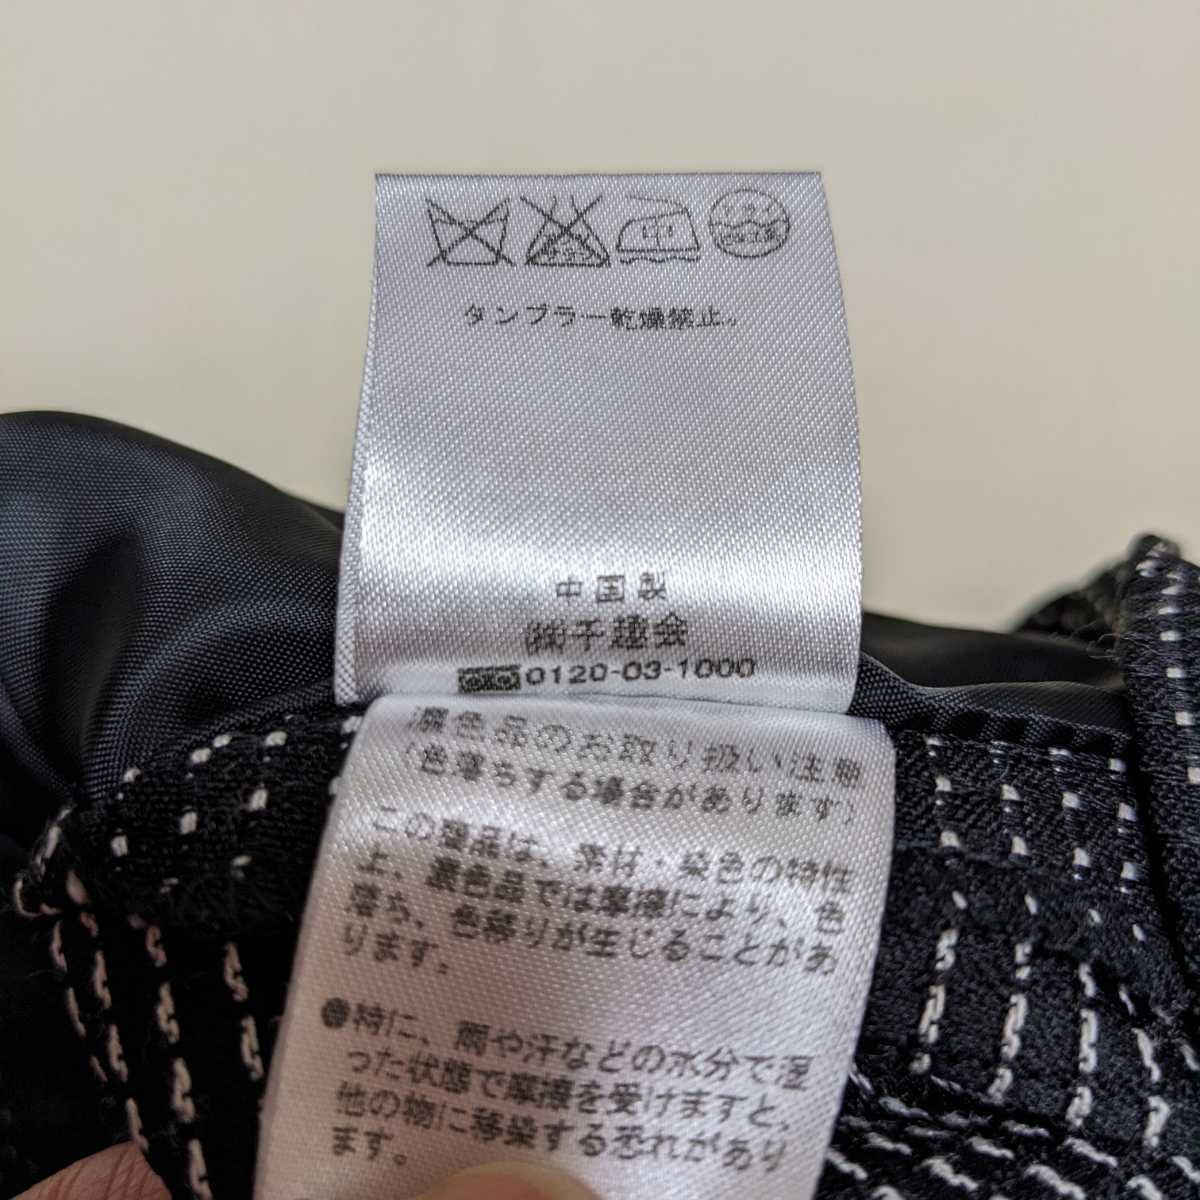 タンブラー乾燥禁止。
中国製
㈱千趣会
0120-03-1000
濃色品のお取り扱い注意
(色落ちする場合があります)
この製品は、素材・染色の特性
上、濃色品では摩擦により、色
落ち、色移りが生じることがあ
ります。
●特に、雨や汗などの水分で湿
った状態で摩擦を受けますと、
他の物に移染する恐れがあり
ます。